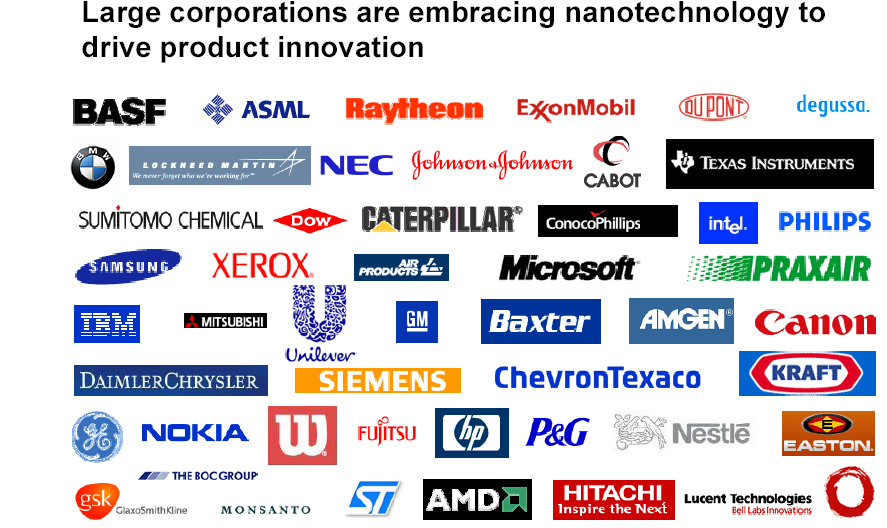 Large corporations are embracing nanotechnology to
drive product innovation
BASF
ASML
Raytheon
ExxonMobil
DU PONT
degussa.
BMW
LOCKHEED MARTIN
We never forget who we're working for™
NEC
Johnson & Johnson
CABOT
TEXAS INSTRUMENTS
SUMITOMO CHEMICAL
DOW
CATERPILLAR®
ConocoPhillips
intel.
PHILIPS
SAMSUNG
XEROX.
AIR
PRODUCTS
Microsoft
PRAXAIR
IBM
MITSUBISHI
Unilever
GM
Baxter
AMGEN®
Canon
DAIMLERCHRYSLER
SIEMENS
ChevronTexaco
KRAFT
GE
NOKIA
W
FUJITSU
hp
P&G
Nestlé
E
EASTON
THE BOC GROUP
gsk
GlaxoSmithKline
MONSANTO
ST
AMD
HITACHI
Inspire the Next
Lucent Technologies
Bell Labs Innovations